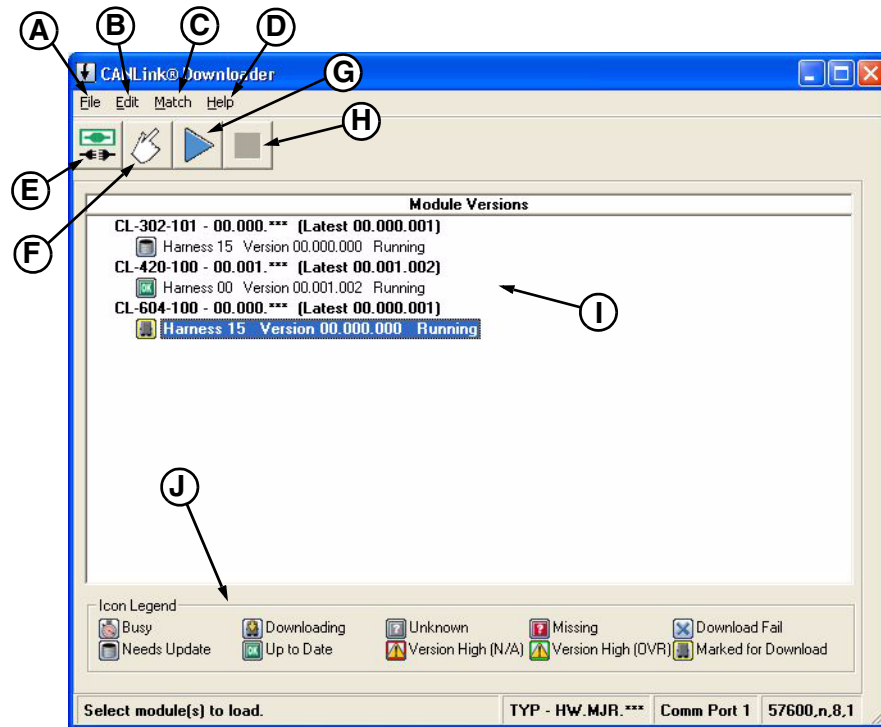 A B C D
CANLink® Downloader
G
File Edit Match Help
H
E
F
Module Versions
CL-302-101 - 00.000.*** (Latest 00.000.001)
Harness 15 Version 00.000.000 Running
CL-420-100 - 00.001.*** (Latest 00.001.002)
OK Harness 00 Version 00.001.002 Running
I
CL-604-100 - 00.000.*** (Latest 00.000.001)
Harness 15 Version 00.000.000 Running
J
Icon Legend
Busy Downloading ? Unknown ? Missing Download Fail
Needs Update OK Up to Date Version High (N/A) Version High (OVR) Marked for Download
Select module(s) to load. TYP - HW.MJR.*** Comm Port 1 57600,n,8,1